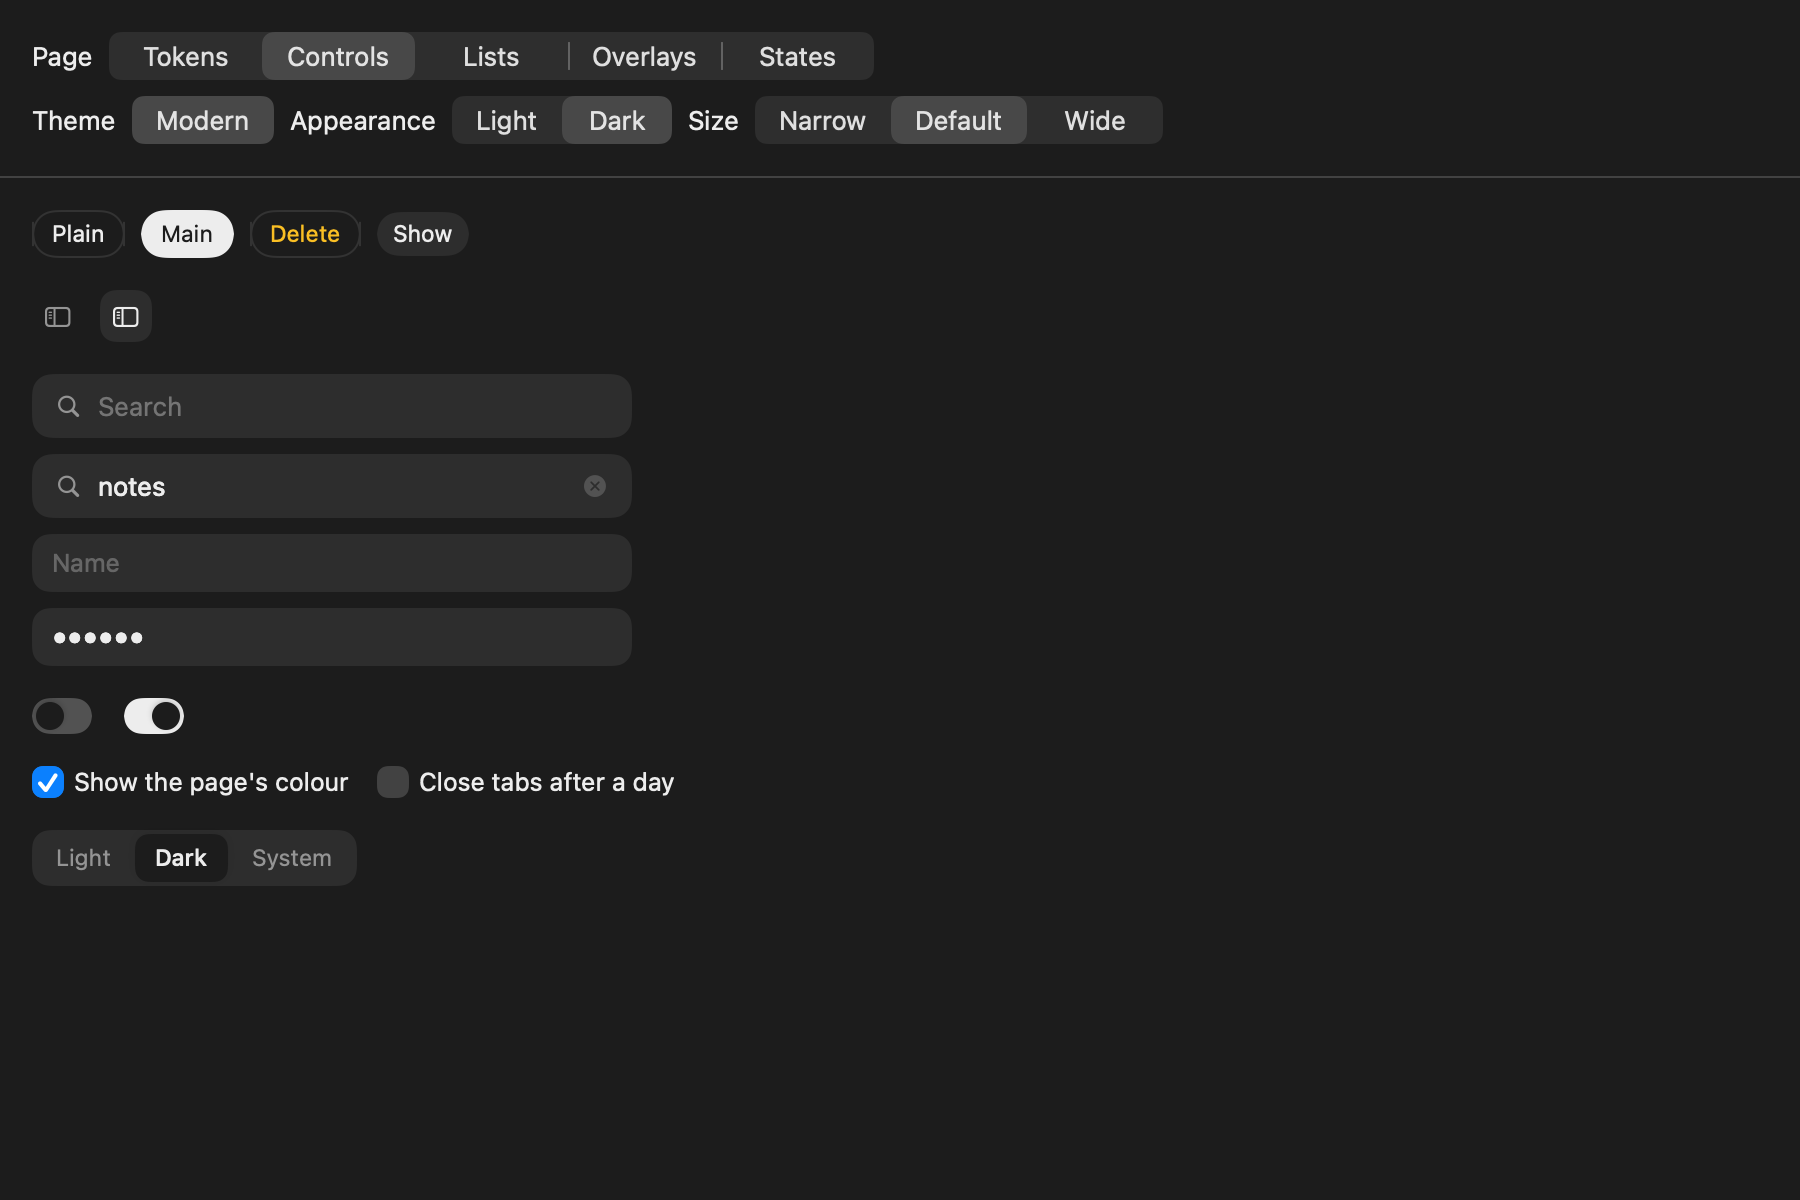 Page Tokens Controls Lists Overlays States
Theme Modern Appearance Light Dark Size Narrow Default Wide
Plain Main Delete Show
Search
notes
Name
Show the page's colour Close tabs after a day
Light Dark System